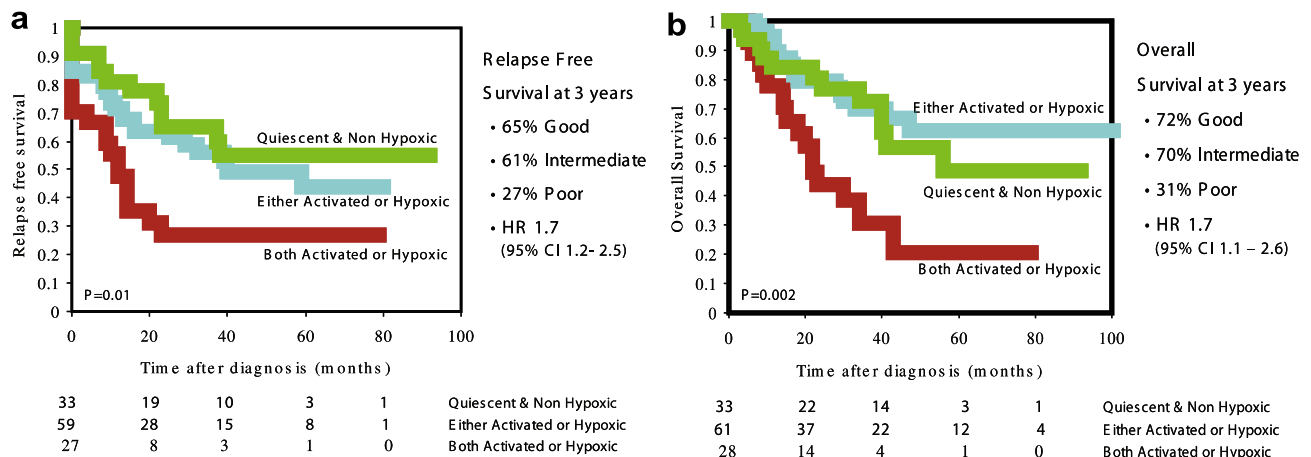 a
1
0.9
0.8
0.7
0.6
0.5
0.4
0.3
0.2
0.1
0
Relapse free survival
Quiescent & Non Hypoxic
Either Activated or Hypoxic
Both Activated or Hypoxic
P=0.01
0 20 40 60 80 100
Time after diagnosis (months)
Relapse Free
Survival at 3 years
• 65% Good
• 61% Intermediate
• 27% Poor
• HR 1.7
(95% CI 1.2- 2.5)
33 19 10 3 1 Quiescent & Non Hypoxic
59 28 15 8 1 Either Activated or Hypoxic
27 8 3 1 0 Both Activated or Hypoxic
b
1
0.9
0.8
0.7
0.6
0.5
0.4
0.3
0.2
0.1
0
Overall Survival
Either Activated or Hypoxic
Quiescent & Non Hypoxic
Both Activated or Hypoxic
P=0.002
0 20 40 60 80 100
Time after diagnosis (months)
Overall
Survival at 3 years
• 72% Good
• 70% Intermediate
• 31% Poor
• HR 1.7
(95% CI 1.1 – 2.6)
33 22 14 3 1 Quiescent & Non Hypoxic
61 37 22 12 4 Either Activated or Hypoxic
28 14 4 1 0 Both Activated or Hypoxic